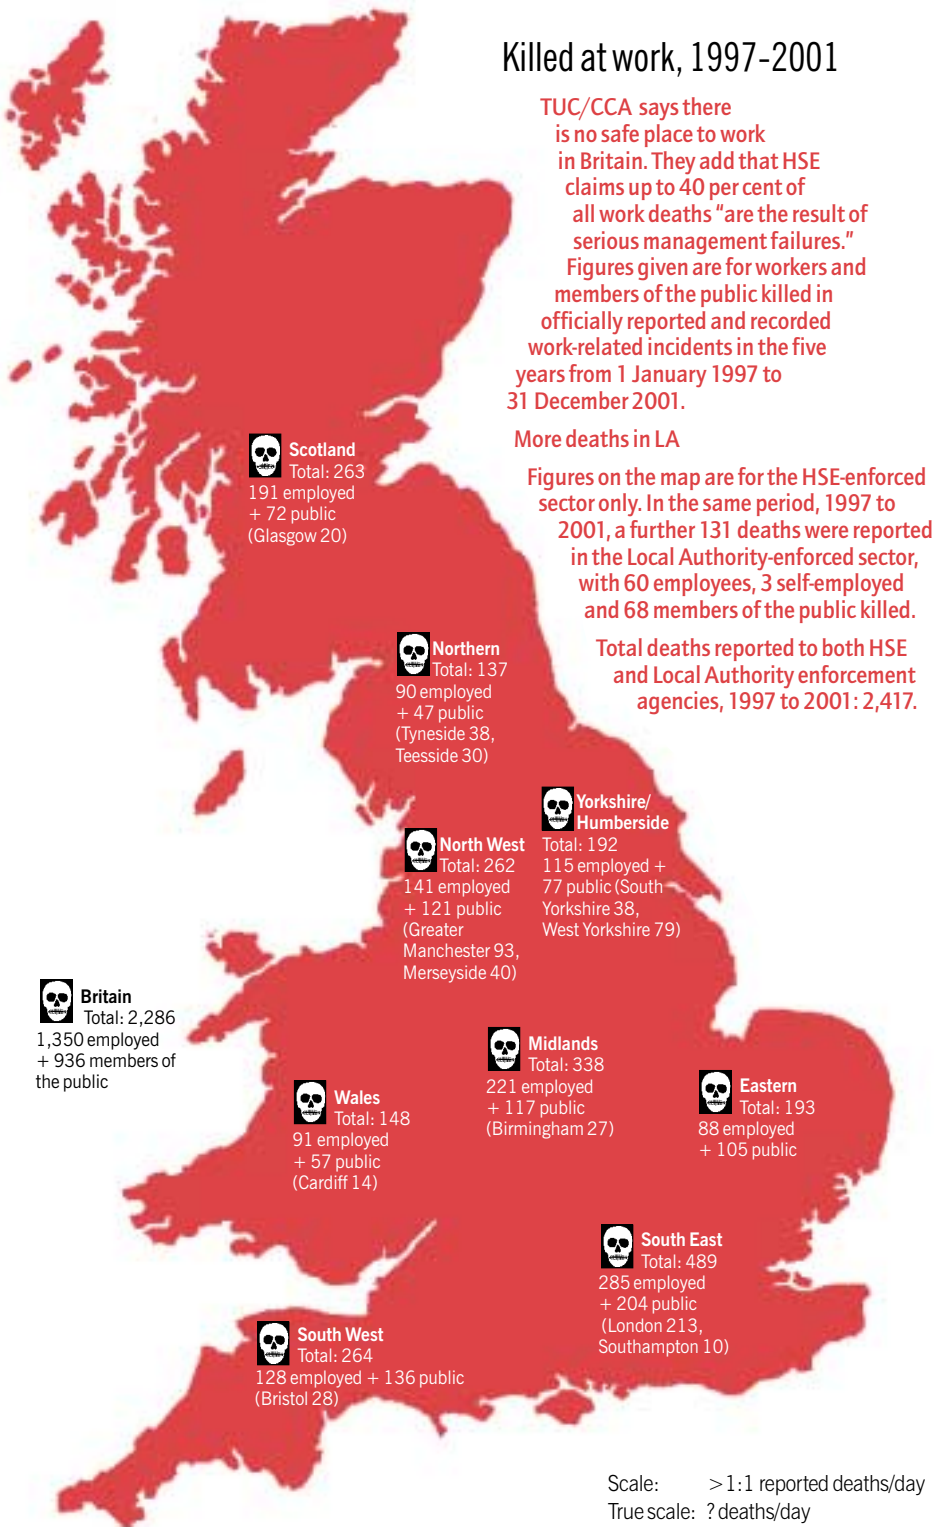 Killed at work, 1997-2001
TUC/CCA says there
is no safe place to work
in Britain. They add that HSE
claims up to 40 per cent of
all work deaths “are the result of
serious management failures.”
Figures given are for workers and
members of the public killed in
officially reported and recorded
work-related incidents in the five
years from 1 January 1997 to
31 December 2001.
More deaths in LA
Figures on the map are for the HSE-enforced
sector only. In the same period, 1997 to
2001, a further 131 deaths were reported
in the Local Authority-enforced sector,
with 60 employees, 3 self-employed
and 68 members of the public killed.
Total deaths reported to both HSE
and Local Authority enforcement
agencies, 1997 to 2001: 2,417.
Scotland
Total: 263
191 employed
+ 72 public
(Glasgow 20)
Northern
Total: 137
90 employed
+ 47 public
(Tyneside 38,
Teesside 30)
Yorkshire/
Humberside
Total: 192
115 employed +
77 public (South
Yorkshire 38,
West Yorkshire 79)
North West
Total: 262
141 employed
+ 121 public
(Greater
Manchester 93,
Merseyside 40)
Britain
Total: 2,286
1,350 employed
+ 936 members of
the public
Midlands
Total: 338
221 employed
+ 117 public
(Birmingham 27)
Eastern
Total: 193
88 employed
+ 105 public
Wales
Total: 148
91 employed
+ 57 public
(Cardiff 14)
South East
Total: 489
285 employed
+ 204 public
(London 213,
Southampton 10)
South West
Total: 264
128 employed + 136 public
(Bristol 28)
Scale: >1:1 reported deaths/day
True scale: ? deaths/day